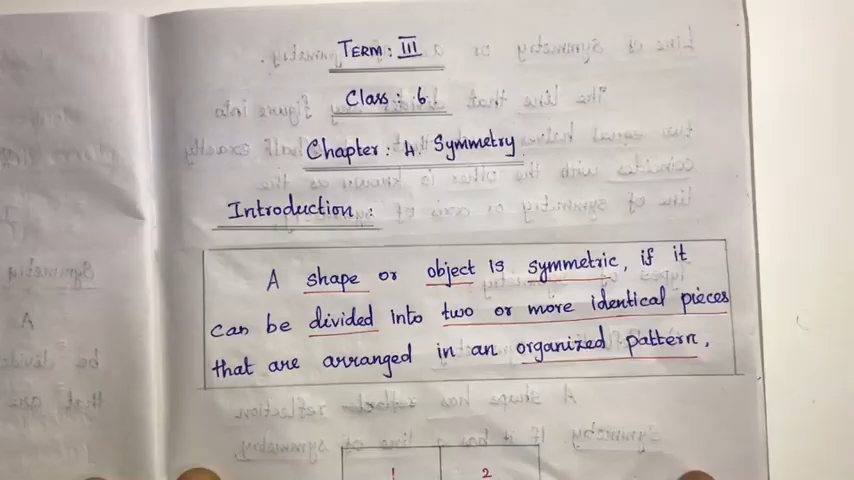 TERM: III
Class: 6
Chapter: 4. Symmetry
Introduction:
A shape or object is symmetric, if it
can be divided into two or more identical pieces
that are arranged in an organized pattern.
1 2